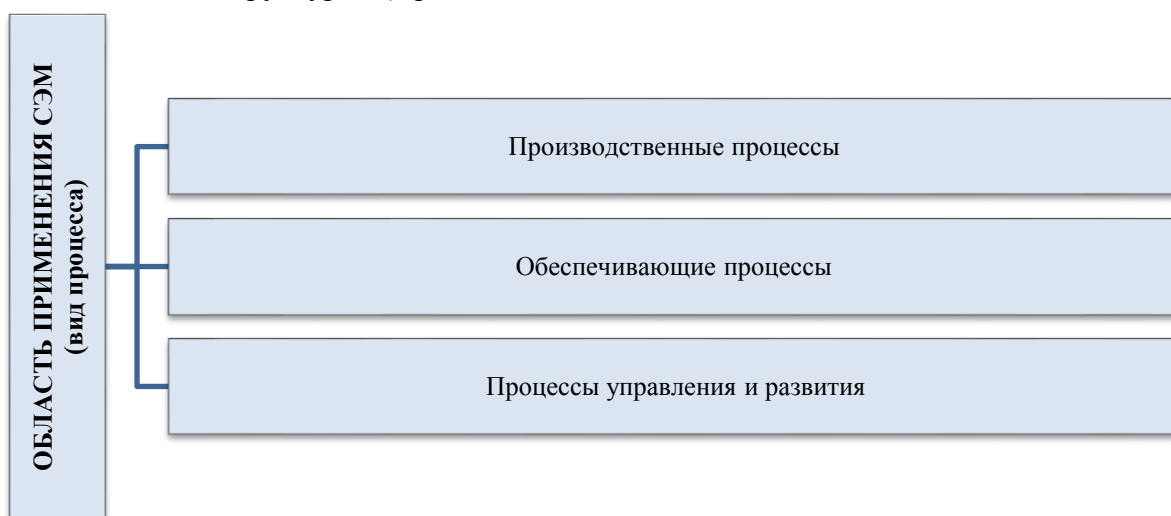 ОБЛАСТЬ ПРИМЕНЕНИЯ СЭМ
(вид процесса)
Производственные процессы
Обеспечивающие процессы
Процессы управления и развития